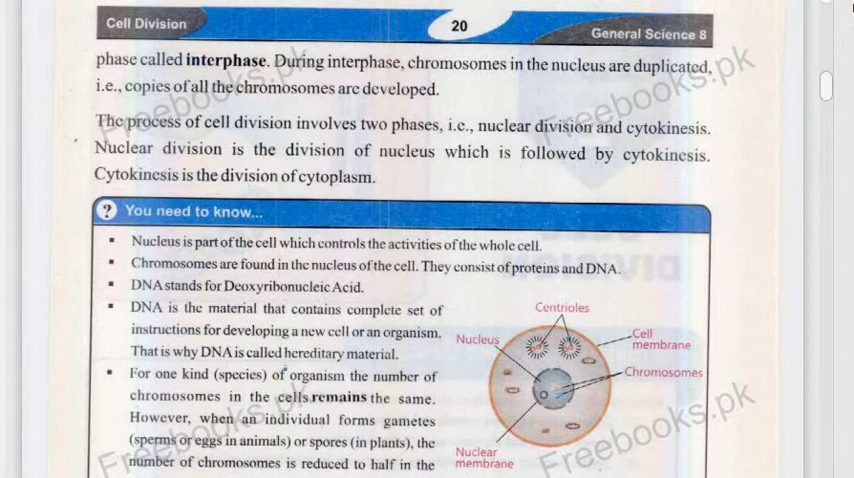 Cell Division
20
General Science 8
phase called interphase. During interphase, chromosomes in the nucleus are duplicated,
i.e., copies of all the chromosomes are developed.
The process of cell division involves two phases, i.e., nuclear division and cytokinesis.
Nuclear division is the division of nucleus which is followed by cytokinesis.
Cytokinesis is the division of cytoplasm.
? You need to know...
▪ Nucleus is part of the cell which controls the activities of the whole cell.
▪ Chromosomes are found in the nucleus of the cell. They consist of proteins and DNA.
▪ DNA stands for Deoxyribonucleic Acid.
▪ DNA is the material that contains complete set of
instructions for developing a new cell or an organism.
That is why DNA is called hereditary material.
▪ For one kind (species) of organism the number of
chromosomes in the cells remains the same.
However, when an individual forms gametes
(sperms or eggs in animals) or spores (in plants), the
number of chromosomes is reduced to half in the
Centrioles
Nucleus
Cell
membrane
Chromosomes
Nuclear
membrane
Freebooks.pk
Freebooks.pk
Freebooks.pk
Freebooks.pk